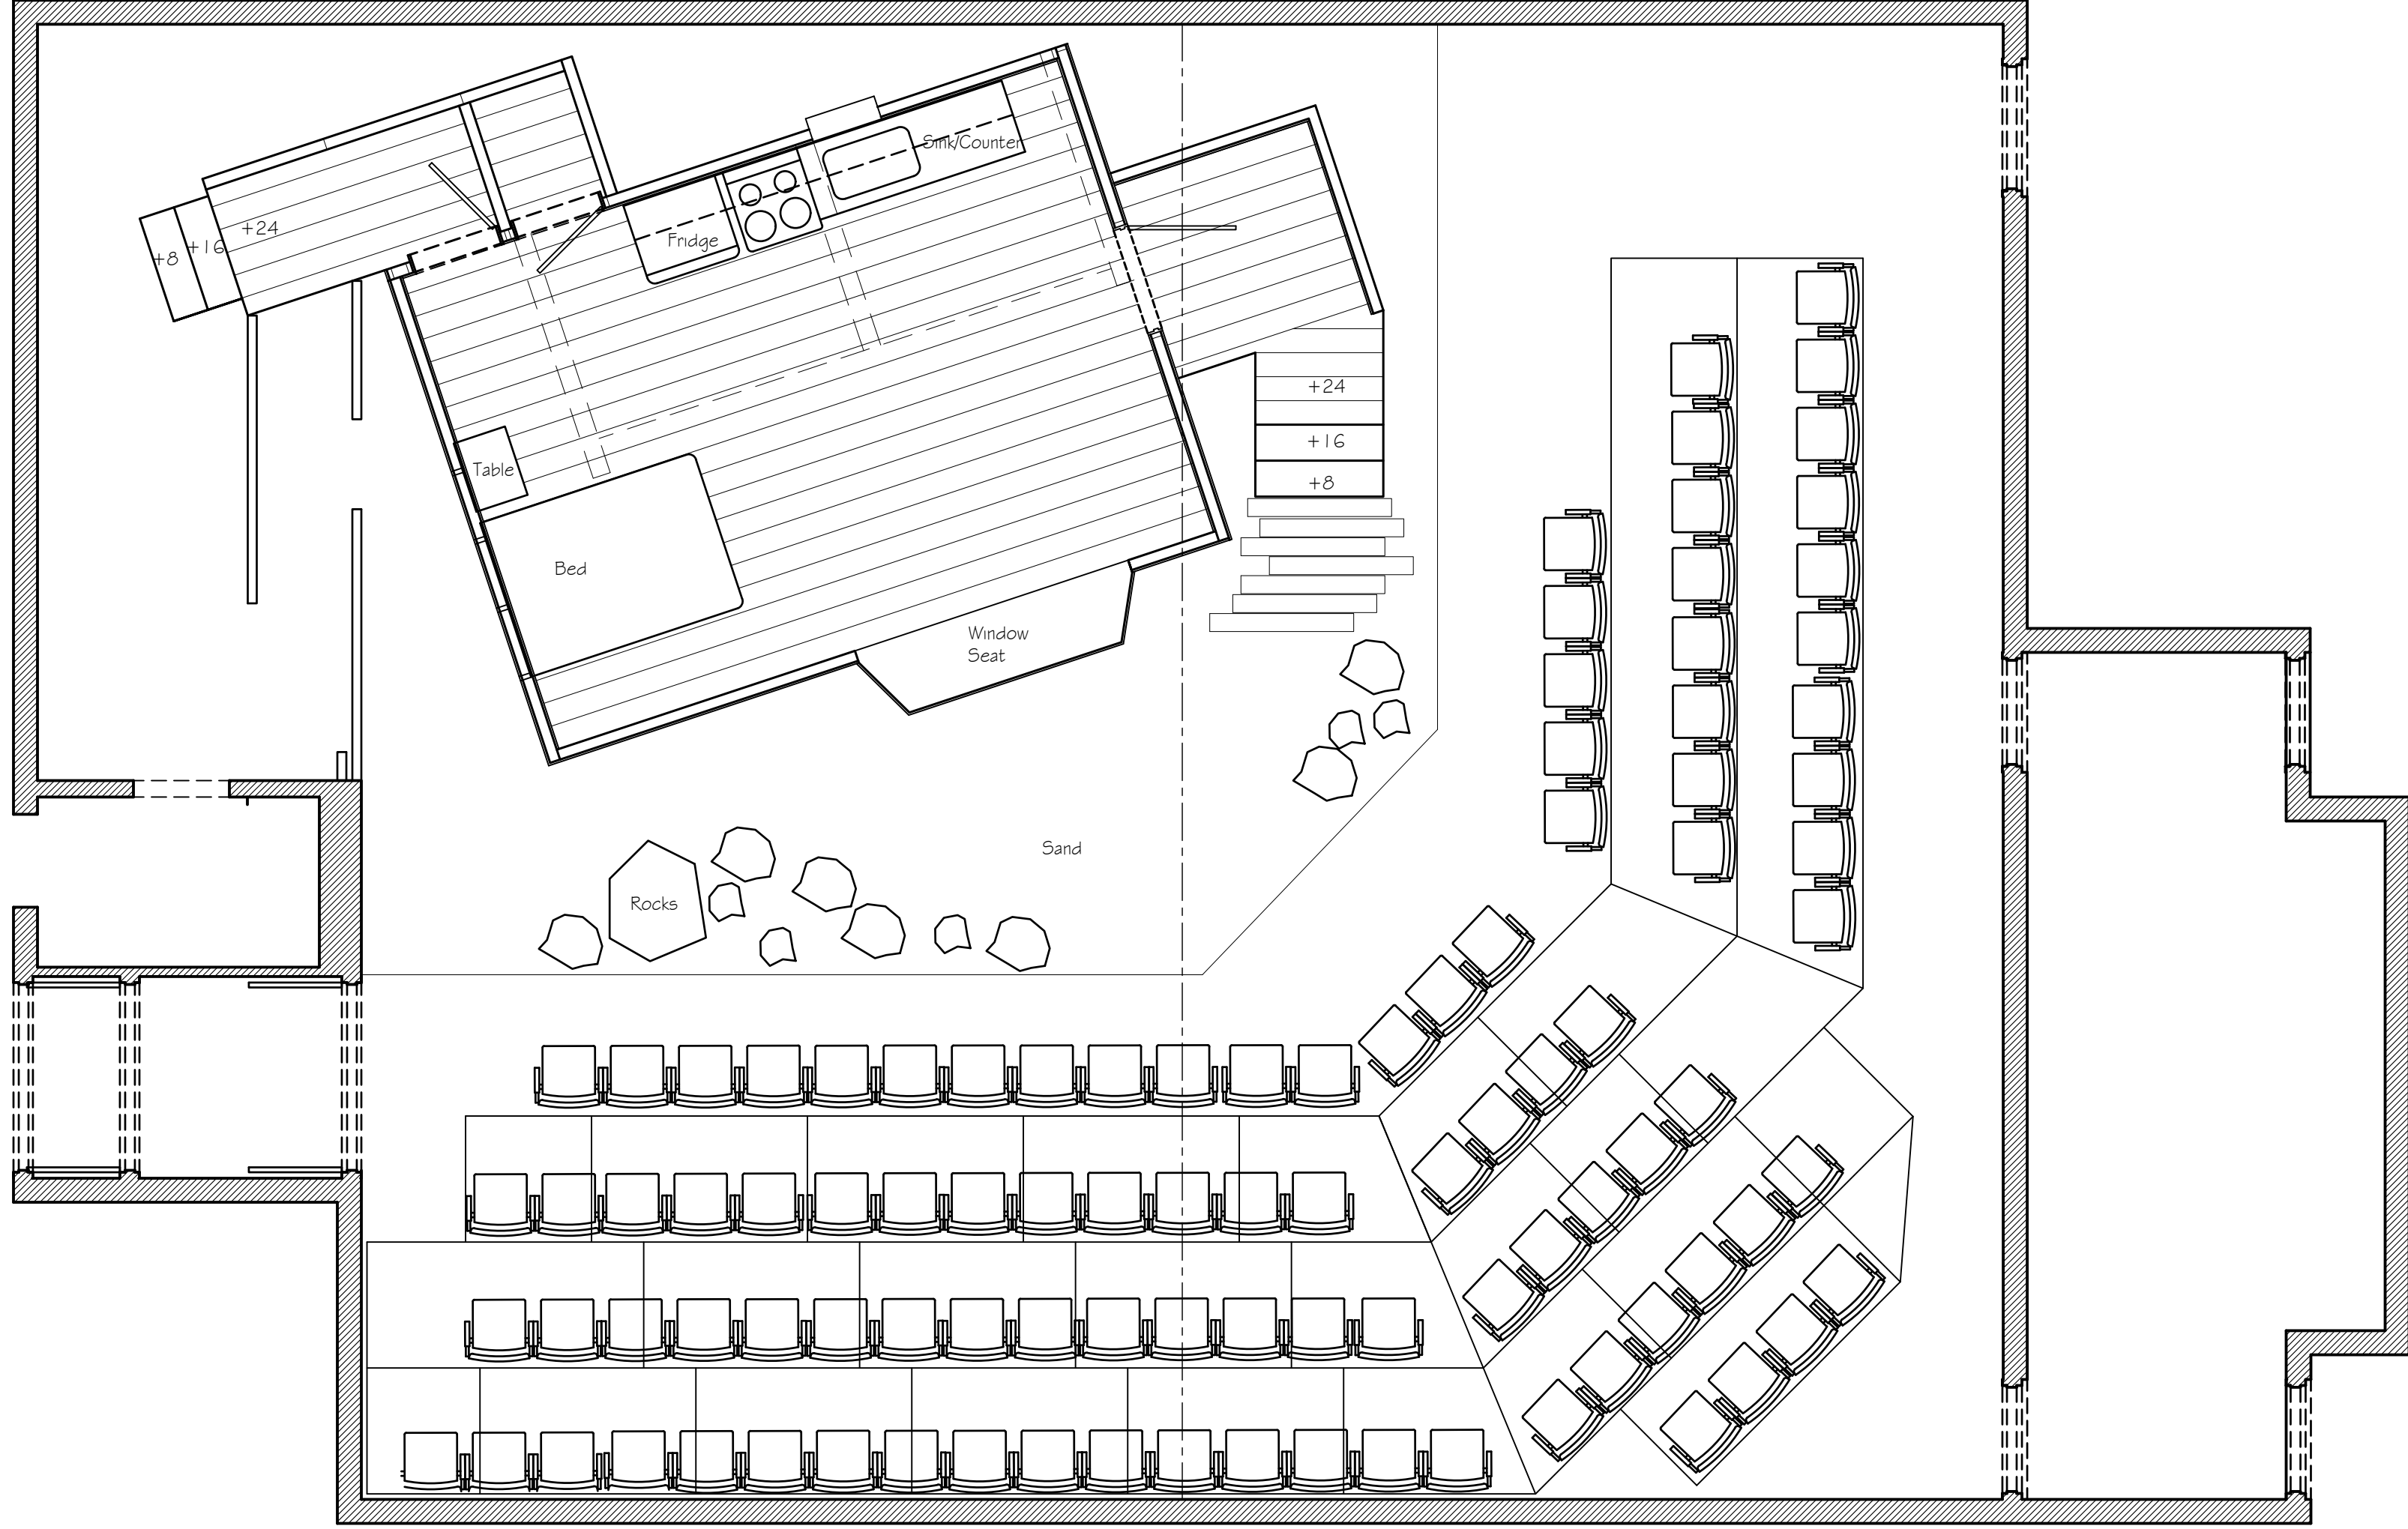 Sink/Counter
+24
+16
+8
Fridge
+24
+16
Table
+8
Bed
Window
Seat
Sand
Rocks